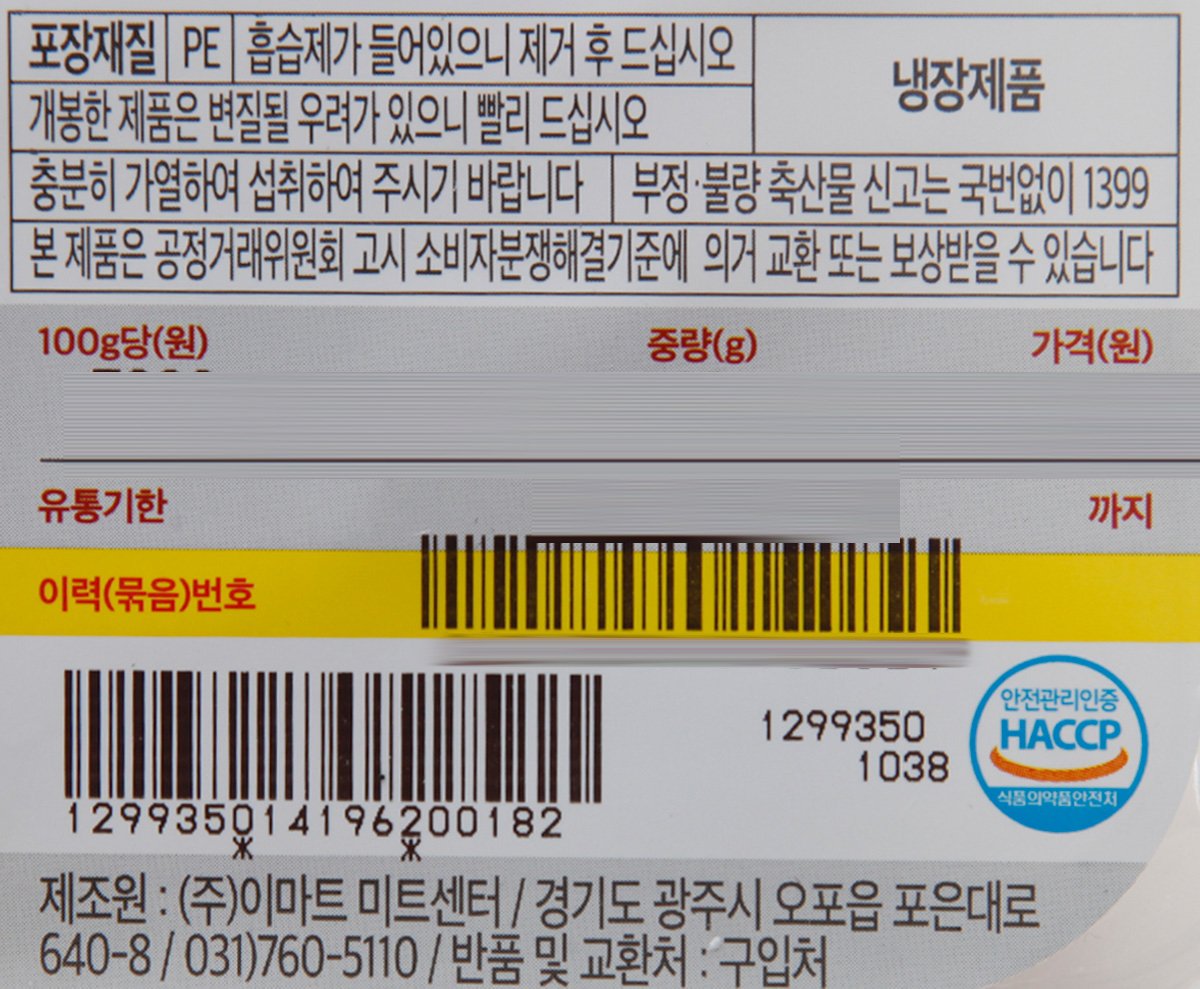 포장재질 PE 흡습제가 들어있으니 제거 후 드십시오
냉장제품
개봉한 제품은 변질될 우려가 있으니 빨리 드십시오
충분히 가열하여 섭취하여 주시기 바랍니다 부정·불량 축산물 신고는 국번없이 1399
본 제품은 공정거래위원회 고시 소비자분쟁해결기준에 의거 교환 또는 보상받을 수 있습니다
100g당(원) 중량(g) 가격(원)
유통기한 까지
이력(묶음)번호
129935014196200182
1299350
1038
안전관리인증
HACCP
식품의약품안전처
제조원 : (주)이마트 미트센터 / 경기도 광주시 오포읍 포은대로
640-8 / 031)760-5110 / 반품 및 교환처 : 구입처